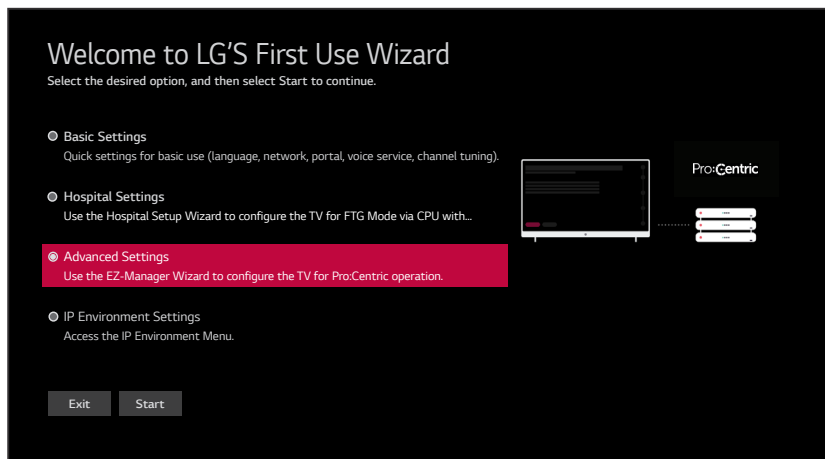 Welcome to LG'S First Use Wizard
Select the desired option, and then select Start to continue.
Basic Settings
Quick settings for basic use (language, network, portal, voice service, channel tuning).
Hospital Settings
Use the Hospital Setup Wizard to configure the TV for FTG Mode via CPU with...
Advanced Settings
Use the EZ-Manager Wizard to configure the TV for Pro:Centric operation.
IP Environment Settings
Access the IP Environment Menu.
Pro:Centric
Exit
Start